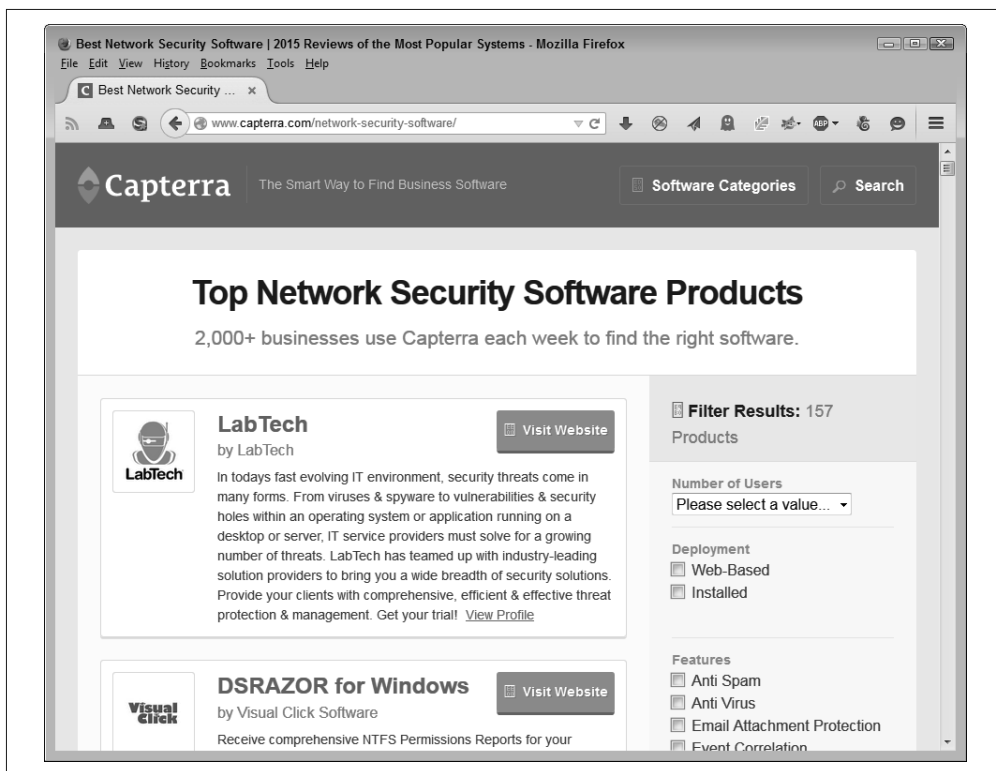 Best Network Security Software | 2015 Reviews of the Most Popular Systems - Mozilla Firefox
File Edit View History Bookmarks Tools Help
C Best Network Security ... ×
www.capterra.com/network-security-software/
ABP
Capterra
The Smart Way to Find Business Software
Software Categories
Search
Top Network Security Software Products
2,000+ businesses use Capterra each week to find the right software.
LabTech
LabTech
by LabTech
Visit Website
In todays fast evolving IT environment, security threats come in
many forms. From viruses & spyware to vulnerabilities & security
holes within an operating system or application running on a
desktop or server, IT service providers must solve for a growing
number of threats. LabTech has teamed up with industry-leading
solution providers to bring you a wide breadth of security solutions.
Provide your clients with comprehensive, efficient & effective threat
protection & management. Get your trial! View Profile
Visual
Click
DSRAZOR for Windows
by Visual Click Software
Visit Website
Receive comprehensive NTFS Permissions Reports for your
Filter Results: 157
Products
Number of Users
Please select a value...
Deployment
Web-Based
Installed
Features
Anti Spam
Anti Virus
Email Attachment Protection
Event Correlation